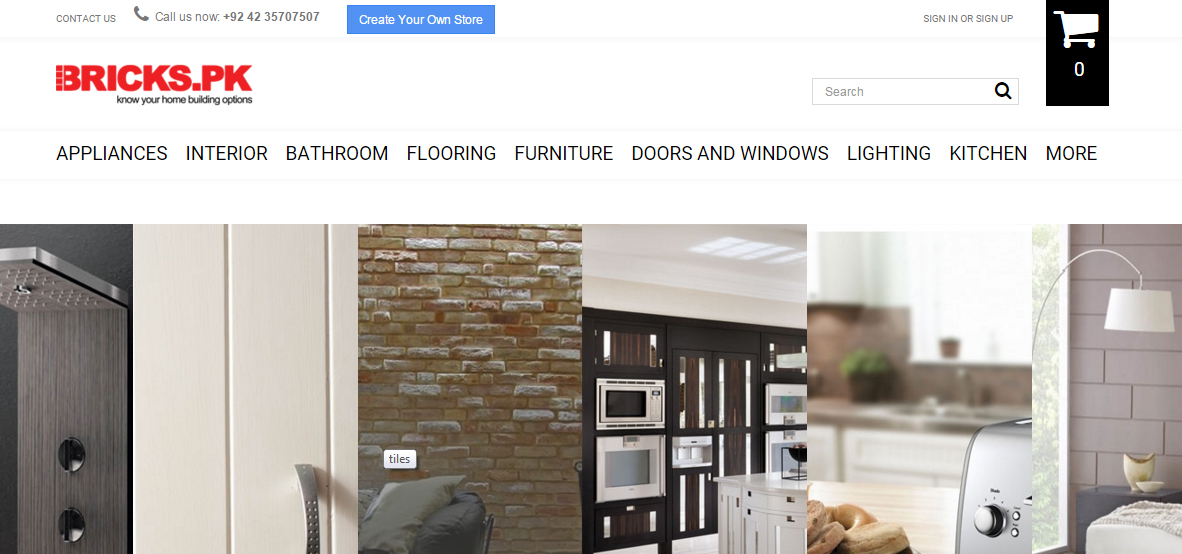 CONTACT US Call us now: +92 42 35707507 Create Your Own Store SIGN IN OR SIGN UP
0
BRICKS.PK
know your home building options
Search
APPLIANCES INTERIOR BATHROOM FLOORING FURNITURE DOORS AND WINDOWS LIGHTING KITCHEN MORE
tiles